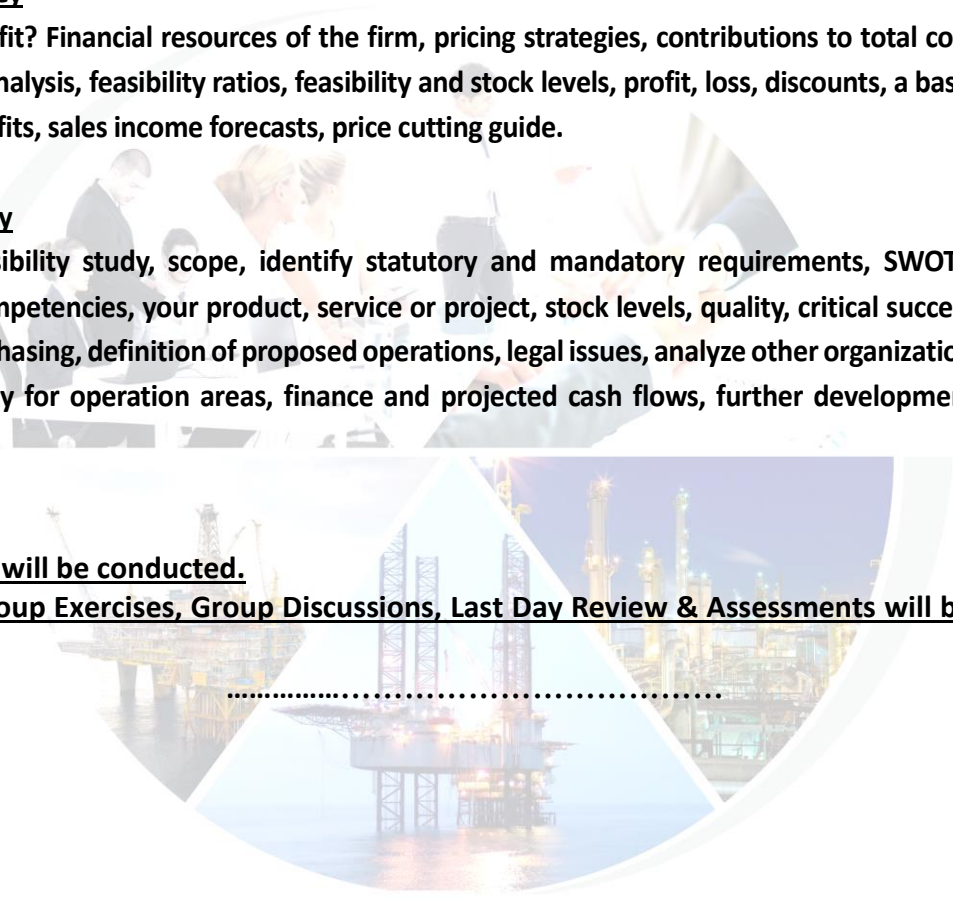 fit? Financial resources of the firm, pricing strategies, contributions to total co
nalysis, feasibility ratios, feasibility and stock levels, profit, loss, discounts, a bas
fits, sales income forecasts, price cutting guide.
y
sibility study, scope, identify statutory and mandatory requirements, SWOT
mpetencies, your product, service or project, stock levels, quality, critical succe
hasing, definition of proposed operations, legal issues, analyze other organizatio
y for operation areas, finance and projected cash flows, further developme
will be conducted.
oup Exercises, Group Discussions, Last Day Review & Assessments will b
………………………………………